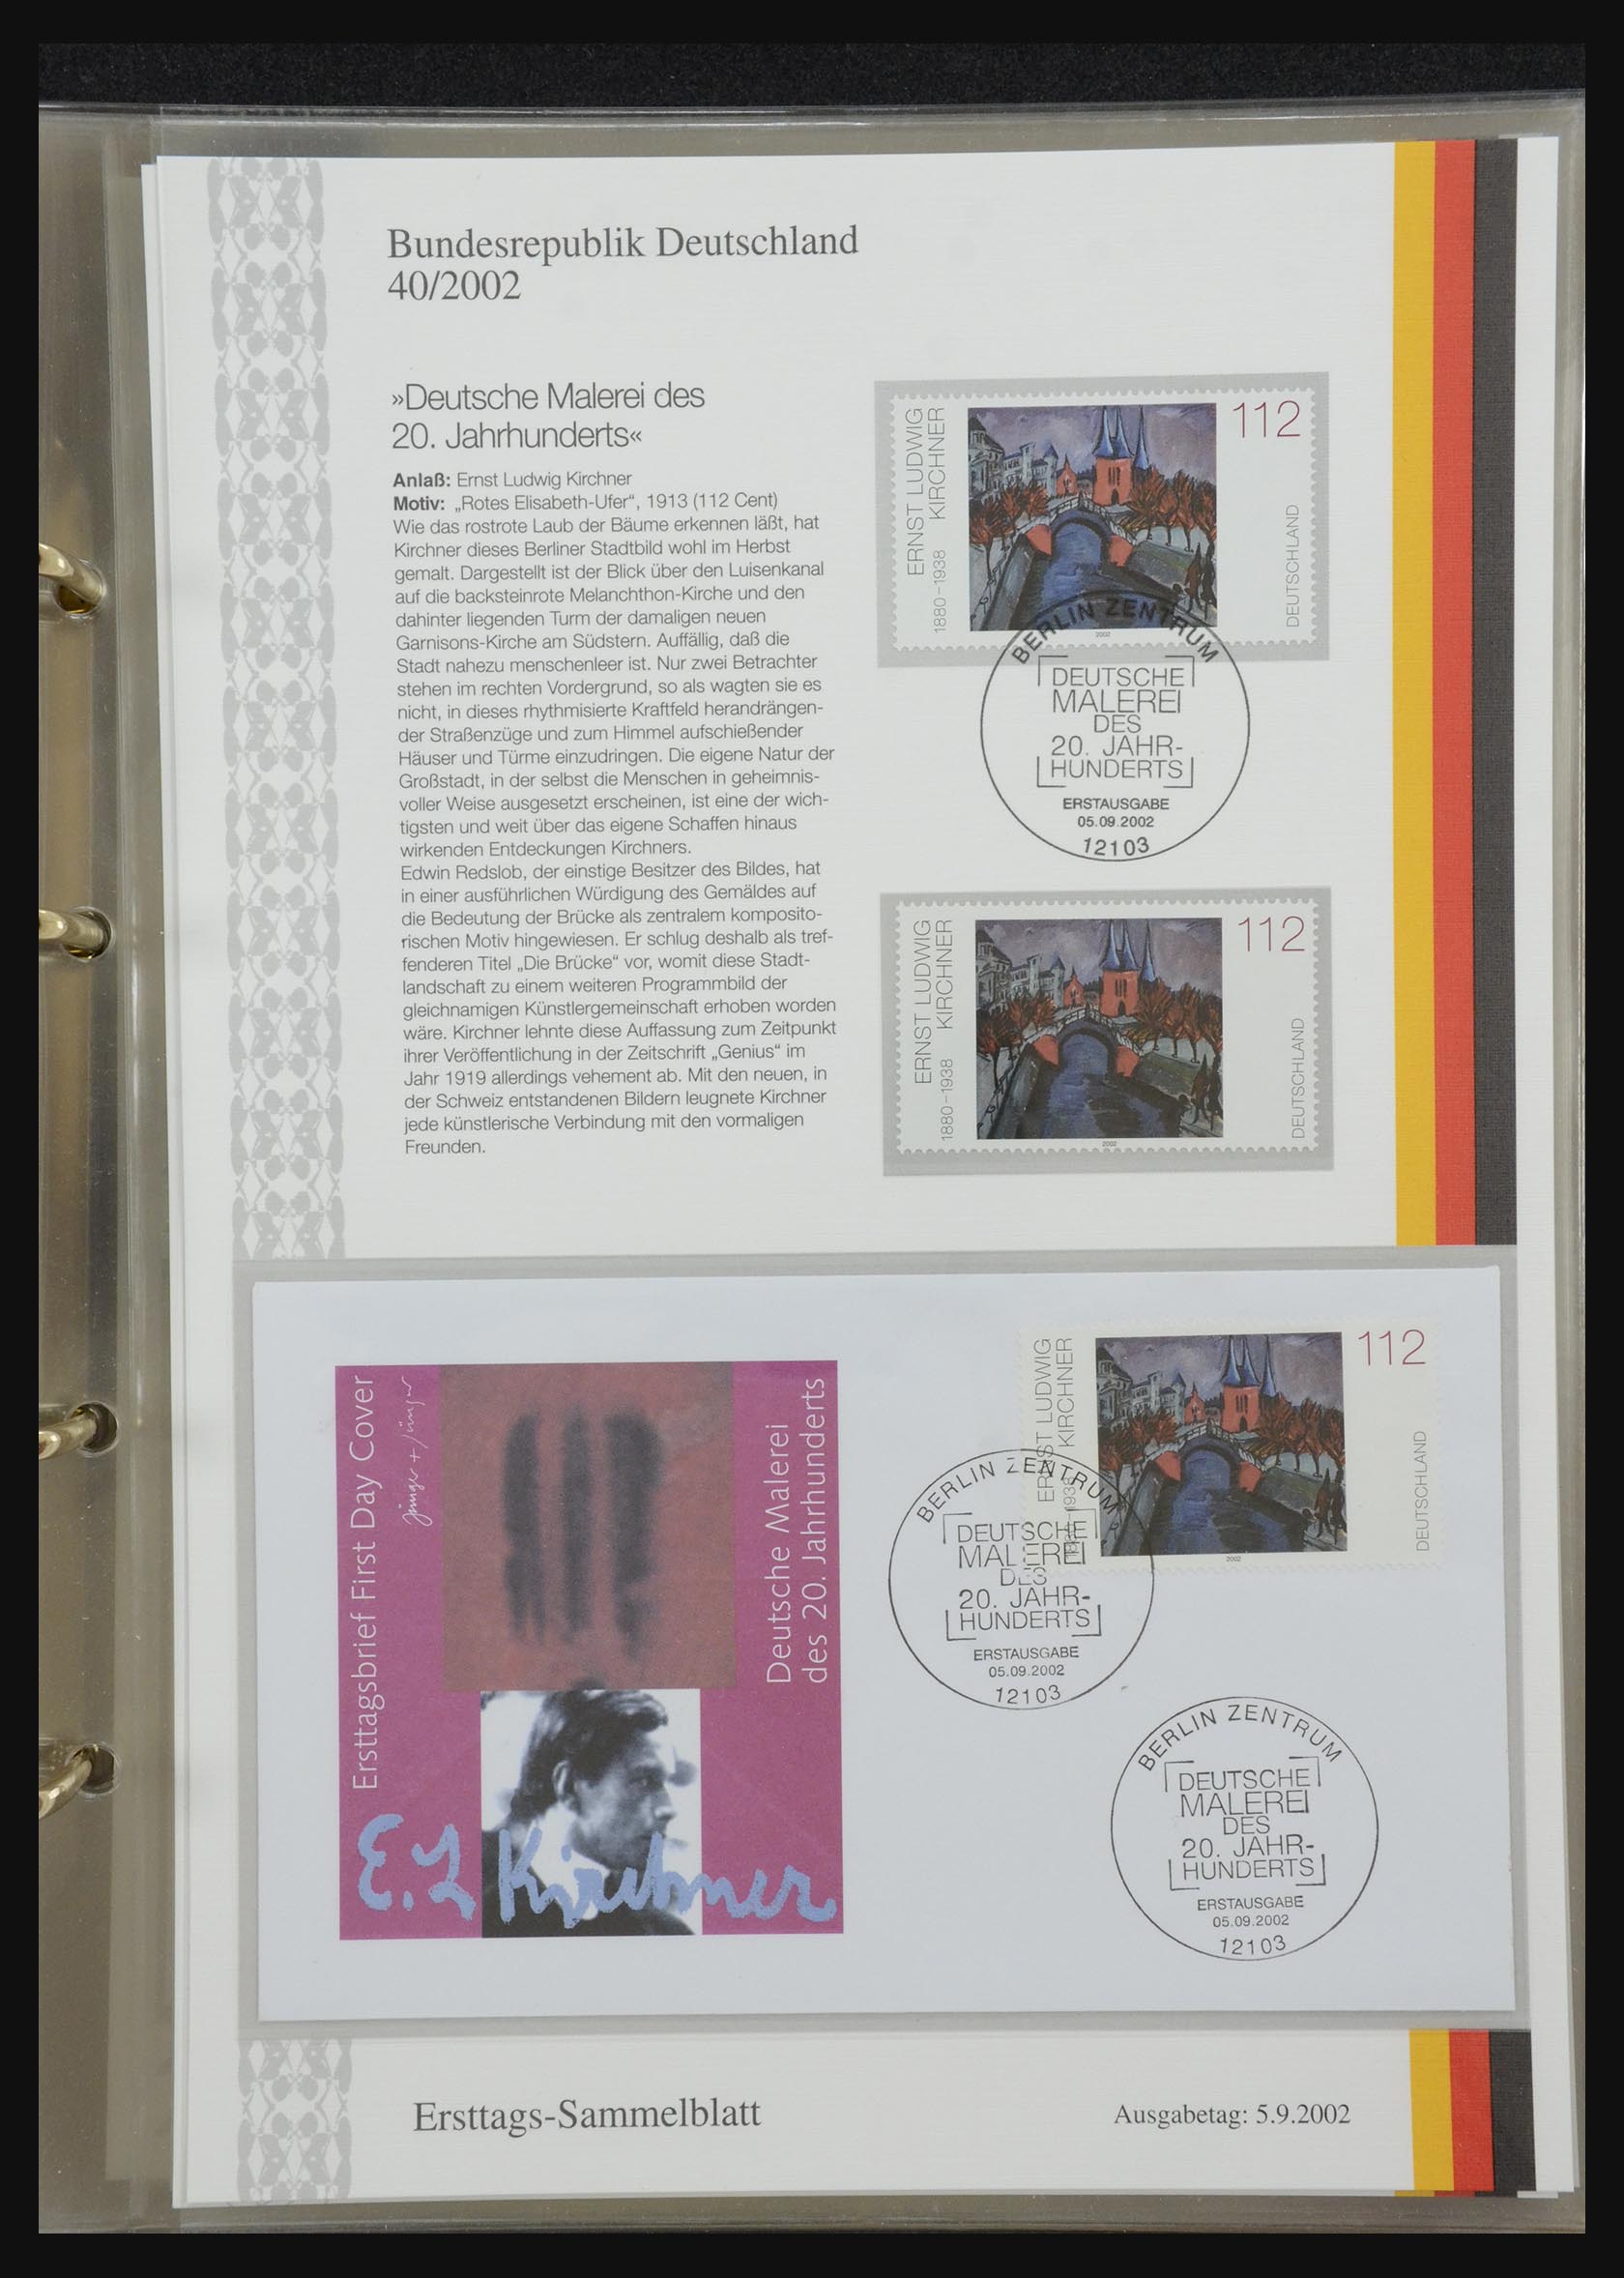 Bundesrepublik Deutschland
40/2002
»Deutsche Malerei des
20. Jahrhunderts«
Anlaß: Ernst Ludwig Kirchner
Motiv: „Rotes Elisabeth-Ufer“, 1913 (112 Cent)
Wie das rostrote Laub der Bäume erkennen läßt, hat
Kirchner dieses Berliner Stadtbild wohl im Herbst
gemalt. Dargestellt ist der Blick über den Luisenkanal
auf die backsteinrote Melanchthon-Kirche und den
dahinter liegenden Turm der damaligen neuen
Garnisons-Kirche am Südstern. Auffällig, daß die
Stadt nahezu menschenleer ist. Nur zwei Betrachter
stehen im rechten Vordergrund, so als wagten sie es
nicht, in dieses rhythmisierte Kraftfeld herandrängen-
der Straßenzüge und zum Himmel aufschießender
Häuser und Türme einzudringen. Die eigene Natur der
Großstadt, in der selbst die Menschen in geheimnis-
voller Weise ausgesetzt erscheinen, ist eine der wich-
tigsten und weit über das eigene Schaffen hinaus
wirkenden Entdeckungen Kirchners.
Edwin Redslob, der einstige Besitzer des Bildes, hat
in einer ausführlichen Würdigung des Gemäldes auf
die Bedeutung der Brücke als zentralem komposito-
rischen Motiv hingewiesen. Er schlug deshalb als tref-
fenderen Titel „Die Brücke“ vor, womit diese Stadt-
landschaft zu einem weiteren Programmbild der
gleichnamigen Künstlergemeinschaft erhoben worden
wäre. Kirchner lehnte diese Auffassung zum Zeitpunkt
ihrer Veröffentlichung in der Zeitschrift „Genius“ im
Jahr 1919 allerdings vehement ab. Mit den neuen, in
der Schweiz entstandenen Bildern leugnete Kirchner
jede künstlerische Verbindung mit den vormaligen
Freunden.
ERNST LUDWIG
KIRCHNER
1880–1938
112
DEUTSCHLAND
2002
BERLIN ZENTRUM
DEUTSCHE
MALEREI
DES
20. JAHR-
HUNDERTS
ERSTAUSGABE
05.09.2002
12103
ERNST LUDWIG
KIRCHNER
1880–1938
112
DEUTSCHLAND
2002
Ersttagsbrief First Day Cover
Jünger + Jünger
Deutsche Malerei
des 20. Jahrhunderts
E. L Kirchner
ERNST LUDWIG
KIRCHNER
1880–1938
112
DEUTSCHLAND
2002
BERLIN ZENTRUM
DEUTSCHE
MALEREI
DES
20. JAHR-
HUNDERTS
ERSTAUSGABE
05.09.2002
12103
BERLIN ZENTRUM
DEUTSCHE
MALEREI
DES
20. JAHR-
HUNDERTS
ERSTAUSGABE
05.09.2002
12103
Ersttags-Sammelblatt
Ausgabetag: 5.9.2002